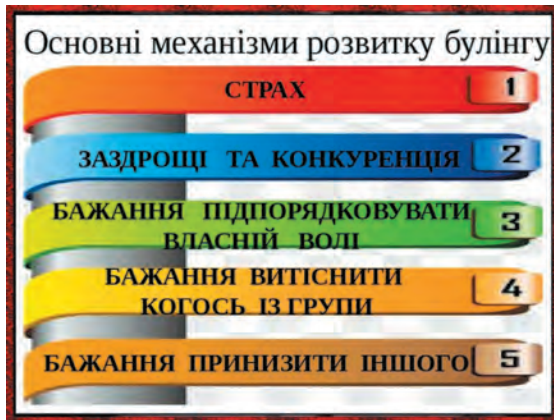 Основні механізми розвитку булінгу
СТРАХ 1
ЗАЗДРОЩІ ТА КОНКУРЕНЦІЯ 2
БАЖАННЯ ПІДПОРЯДКОВУВАТИ
ВЛАСНІЙ ВОЛІ 3
БАЖАННЯ ВИТІСНИТИ
КОГОСЬ ІЗ ГРУПИ 4
БАЖАННЯ ПРИНИЗИТИ ІНШОГО 5